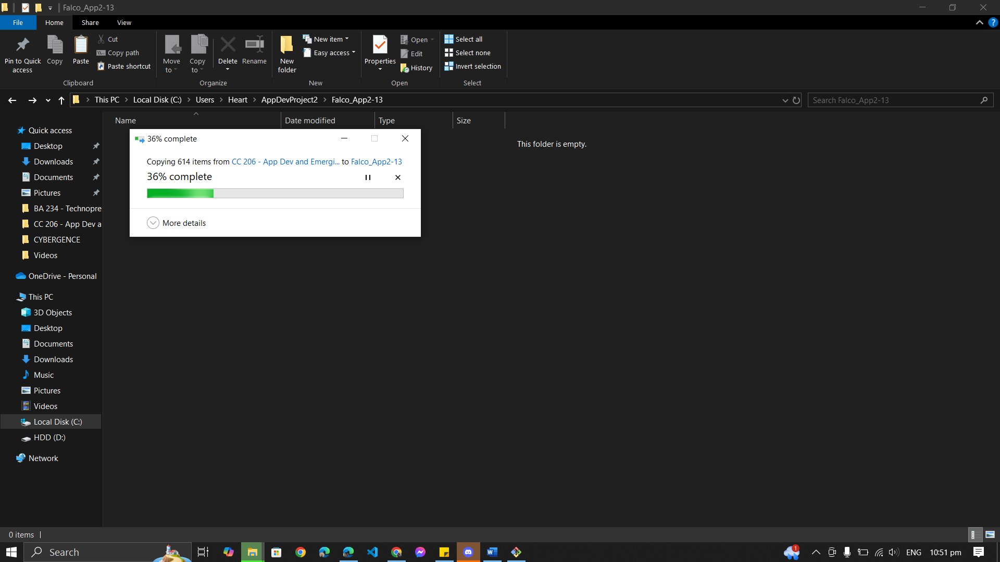 Falco_App2-13
File
Home
Share
View
Pin to Quick access
Copy
Paste
Cut
Copy path
Paste shortcut
Clipboard
Move to
Copy to
Delete
Rename
Organize
New folder
New item
Easy access
New
Properties
Open
Edit
History
Open
Select all
Select none
Invert selection
Select
This PC > Local Disk (C:) > Users > Heart > AppDevProject2 > Falco_App2-13
Search Falco_App2-13
Name
Date modified
Type
Size
This folder is empty.
36% complete
Copying 614 items from CC 206 - App Dev and Emergi... to Falco_App2-13
36% complete
More details
Quick access
Desktop
Downloads
Documents
Pictures
BA 234 - Technopre
CC 206 - App Dev a
CYBERGENCE
Videos
OneDrive - Personal
This PC
3D Objects
Desktop
Documents
Downloads
Music
Pictures
Videos
Local Disk (C:)
HDD (D:)
Network
0 items
Search
1
ENG
10:51 pm